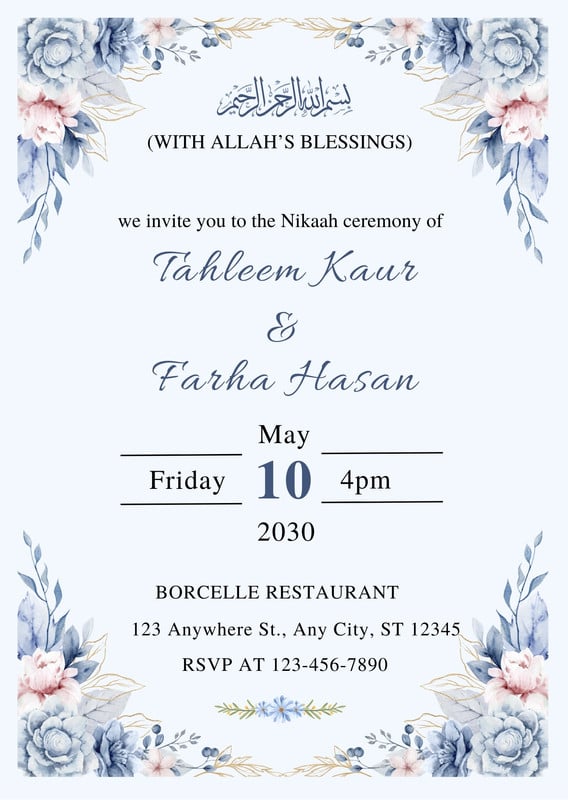 بسم الله الرحمن الرحيم
(WITH ALLAH’S BLESSINGS)
we invite you to the Nikaah ceremony of
Tahleem Kaur
&
Farha Hasan
May
Friday 10 4pm
2030
BORCELLE RESTAURANT
123 Anywhere St., Any City, ST 12345
RSVP AT 123-456-7890